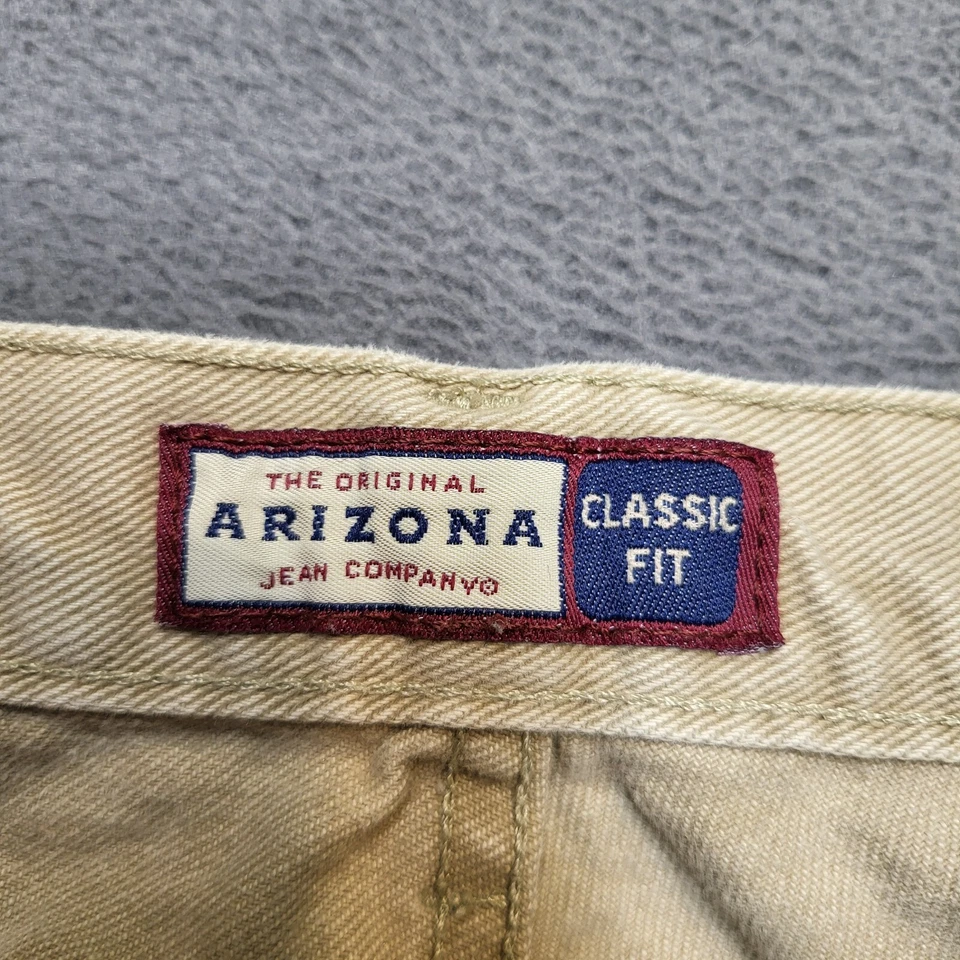 THE ORIGINAL
ARIZONA
JEAN COMPANY®
CLASSIC
FIT